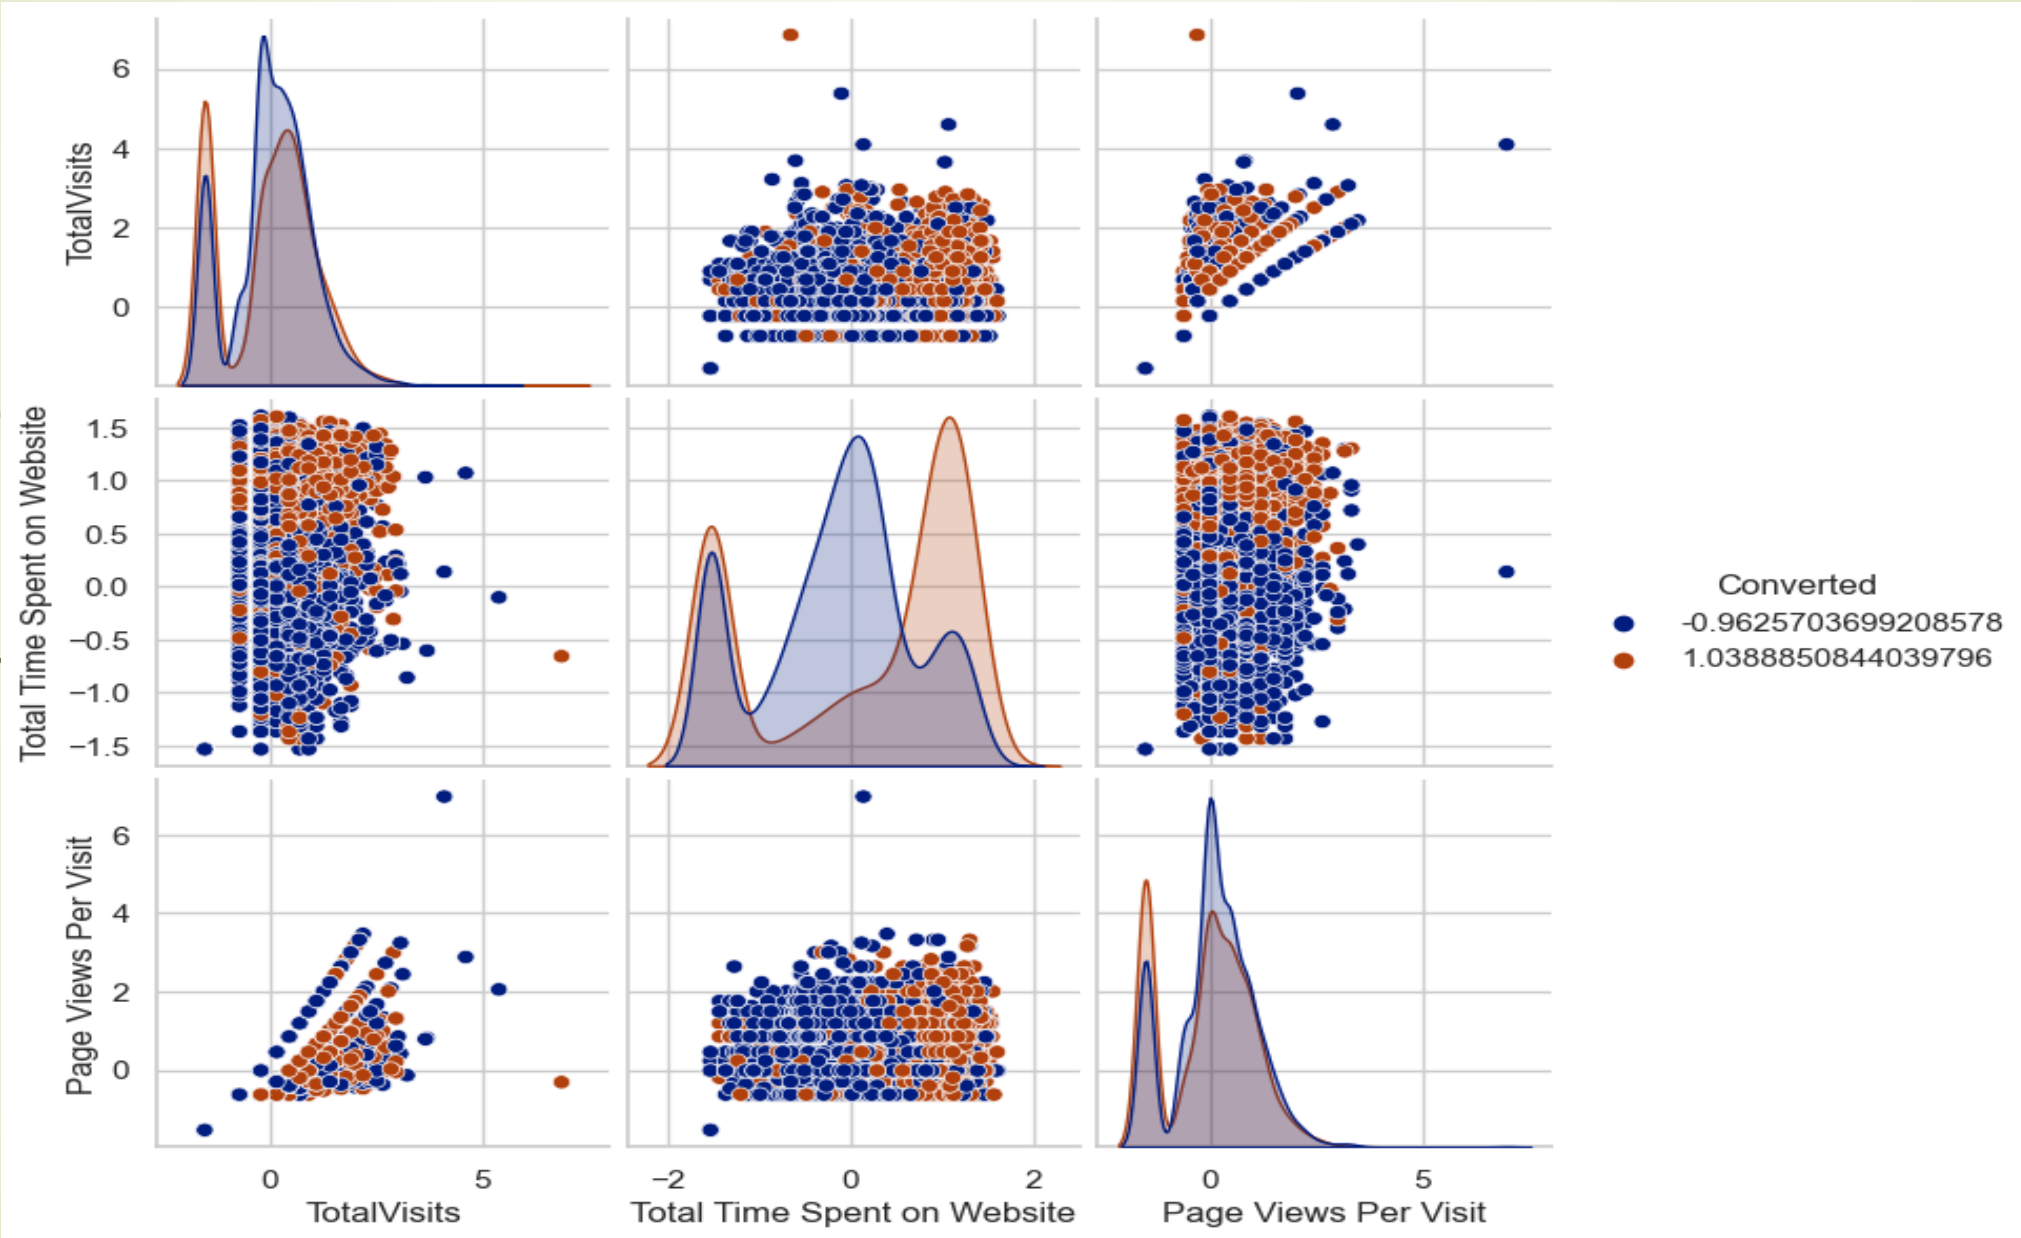 TotalVisits
6
4
2
0
Total Time Spent on Website
1.5
1.0
0.5
0.0
−0.5
−1.0
−1.5
Page Views Per Visit
6
4
2
0
0 5
−2 0 2
0 5
TotalVisits
Total Time Spent on Website
Page Views Per Visit
Converted
-0.9625703699208578
1.0388850844039796